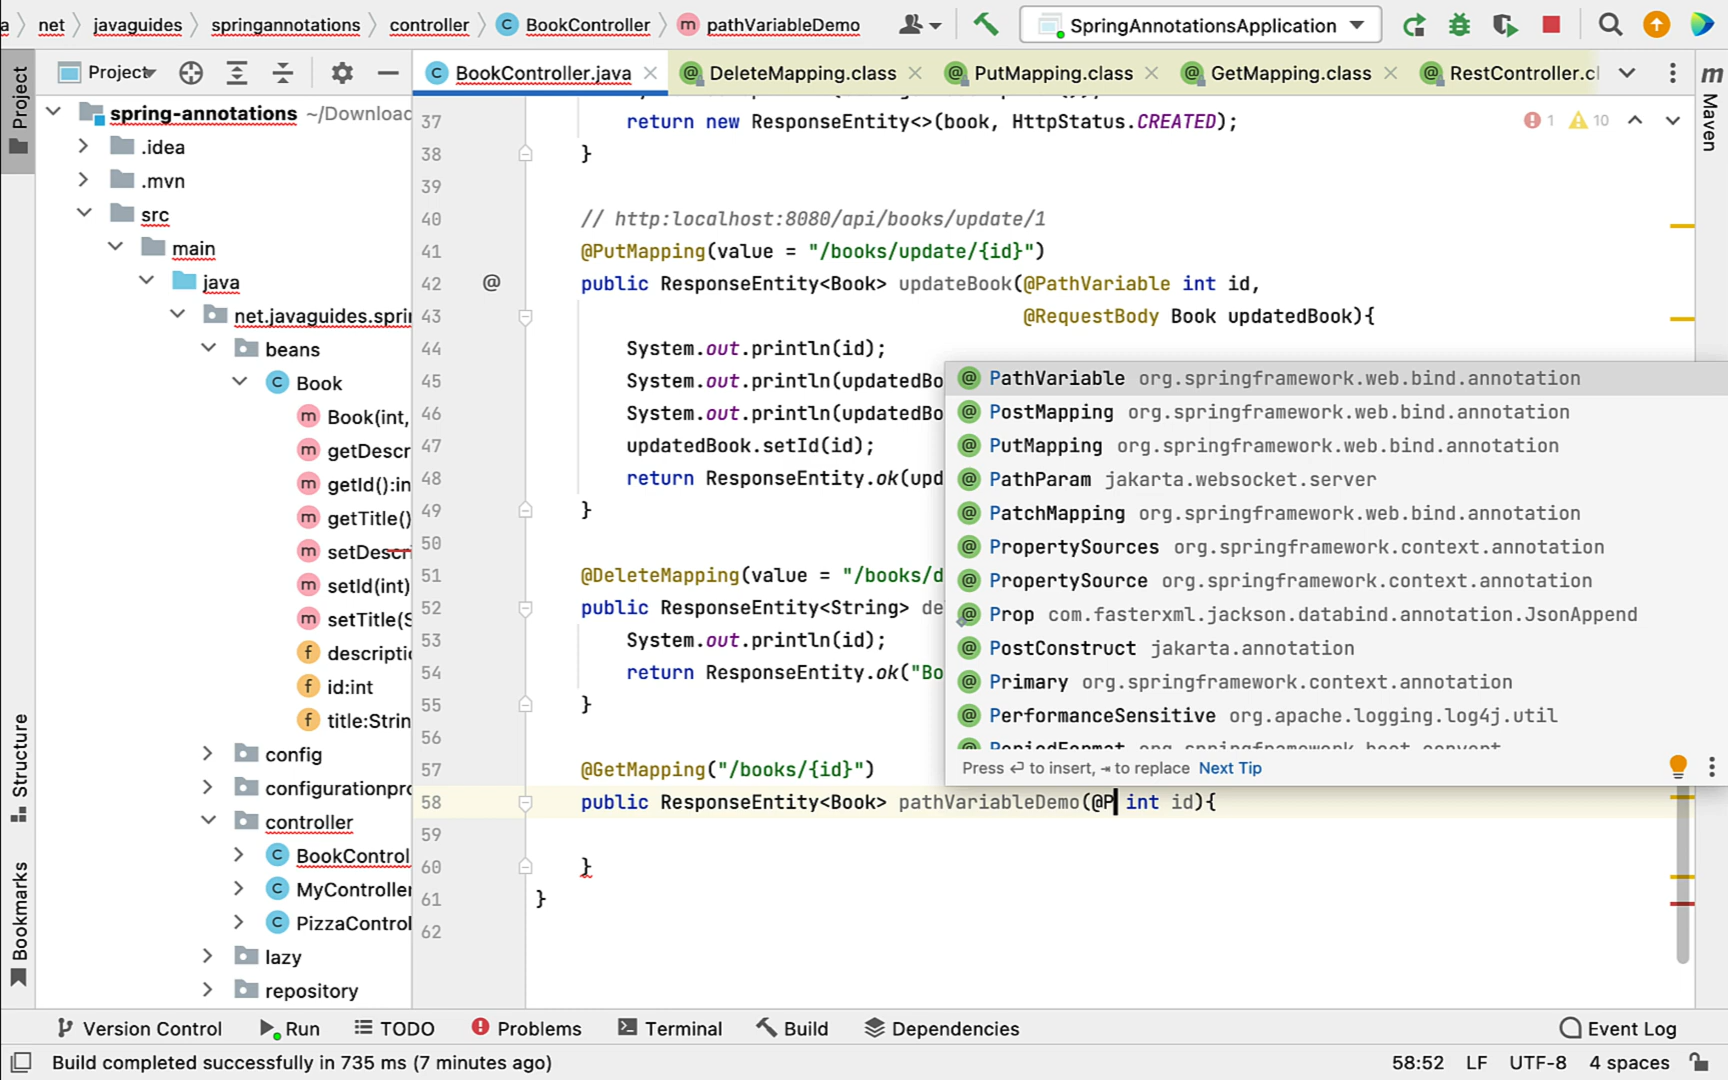 a net javaguides springannotations controller BookController pathVariableDemo SpringAnnotationsApplication
Project BookController.java DeleteMapping.class PutMapping.class GetMapping.class RestController.cl
Project
Structure
Bookmarks
Maven
spring-annotations ~/Downloac
.idea
.mvn
src
main
java
net.javaguides.sprin
beans
Book
Book(int,
getDescr
getId():in
getTitle()
setDescri
setId(int)
setTitle(S
descriptio
id:int
title:Strin
config
configurationpro
controller
BookControl
MyController
PizzaControl
lazy
repository
37 return new ResponseEntity<>(book, HttpStatus.CREATED); 1 10
38 }
39
40 // http:localhost:8080/api/books/update/1
41 @PutMapping(value = "/books/update/{id}")
42 @ public ResponseEntity<Book> updateBook(@PathVariable int id,
43 @RequestBody Book updatedBook){
44 System.out.println(id);
45 System.out.println(updatedBo
46 System.out.println(updatedBo
47 updatedBook.setId(id);
48 return ResponseEntity.ok(upd
49 }
50
51 @DeleteMapping(value = "/books/d
52 public ResponseEntity<String> de
53 System.out.println(id);
54 return ResponseEntity.ok("Bo
55 }
56
57 @GetMapping("/books/{id}")
58 public ResponseEntity<Book> pathVariableDemo(@P int id){
59
60 }
61 }
62
PathVariable org.springframework.web.bind.annotation
PostMapping org.springframework.web.bind.annotation
PutMapping org.springframework.web.bind.annotation
PathParam jakarta.websocket.server
PatchMapping org.springframework.web.bind.annotation
PropertySources org.springframework.context.annotation
PropertySource org.springframework.context.annotation
Prop com.fasterxml.jackson.databind.annotation.JsonAppend
PostConstruct jakarta.annotation
Primary org.springframework.context.annotation
PerformanceSensitive org.apache.logging.log4j.util
PeriodFormat org.springframework.boot.convert
Press ↵ to insert, ⇥ to replace Next Tip
Version Control Run TODO Problems Terminal Build Dependencies Event Log
Build completed successfully in 735 ms (7 minutes ago) 58:52 LF UTF-8 4 spaces